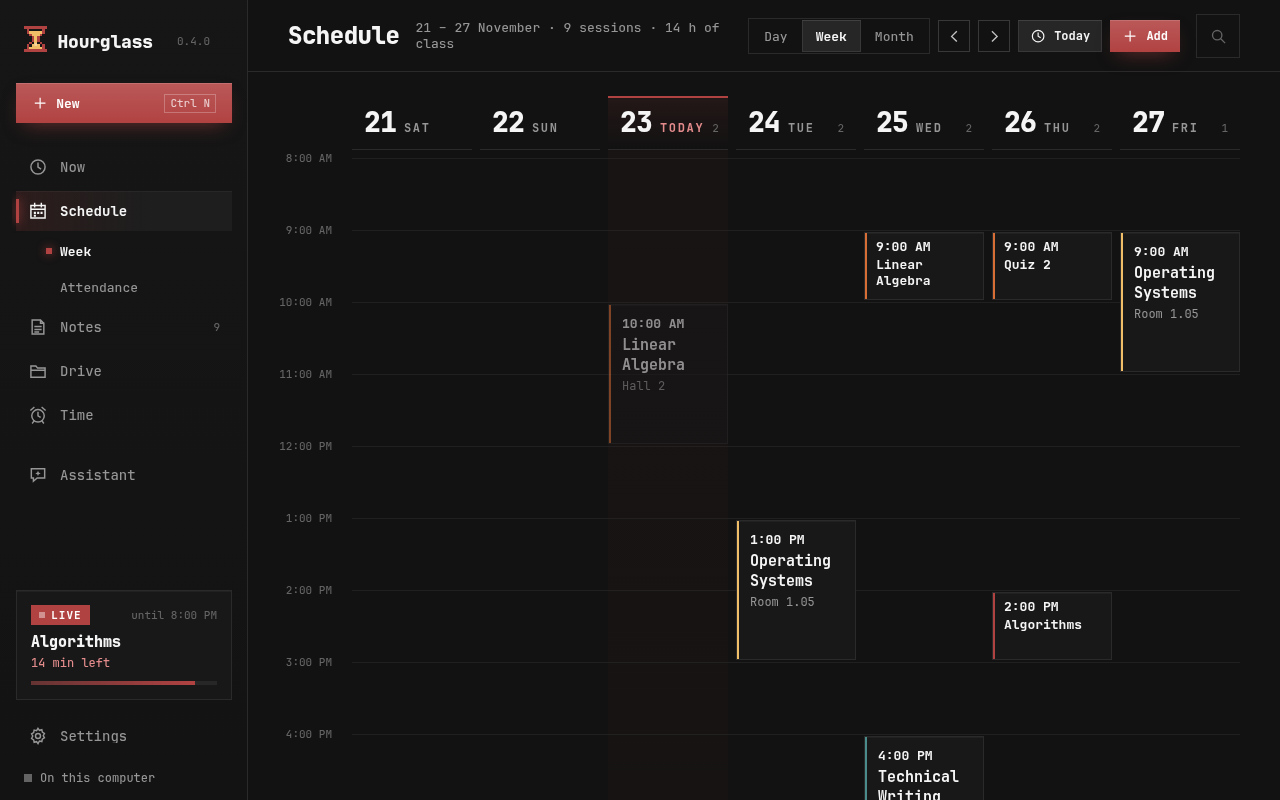 Hourglass 0.4.0
New Ctrl N
Now
Schedule
Week
Attendance
Notes 9
Drive
Time
Assistant
LIVE until 8:00 PM
Algorithms
14 min left
Settings
On this computer
Schedule
21 – 27 November · 9 sessions · 14 h of
class
Day Week Month
Today
Add
21 SAT
22 SUN
23 TODAY 2
24 TUE 2
25 WED 2
26 THU 2
27 FRI 1
8:00 AM
9:00 AM
10:00 AM
11:00 AM
12:00 PM
1:00 PM
2:00 PM
3:00 PM
4:00 PM
10:00 AM
Linear
Algebra
Hall 2
1:00 PM
Operating
Systems
Room 1.05
9:00 AM
Linear
Algebra
4:00 PM
Technical
Writing
9:00 AM
Quiz 2
2:00 PM
Algorithms
9:00 AM
Operating
Systems
Room 1.05